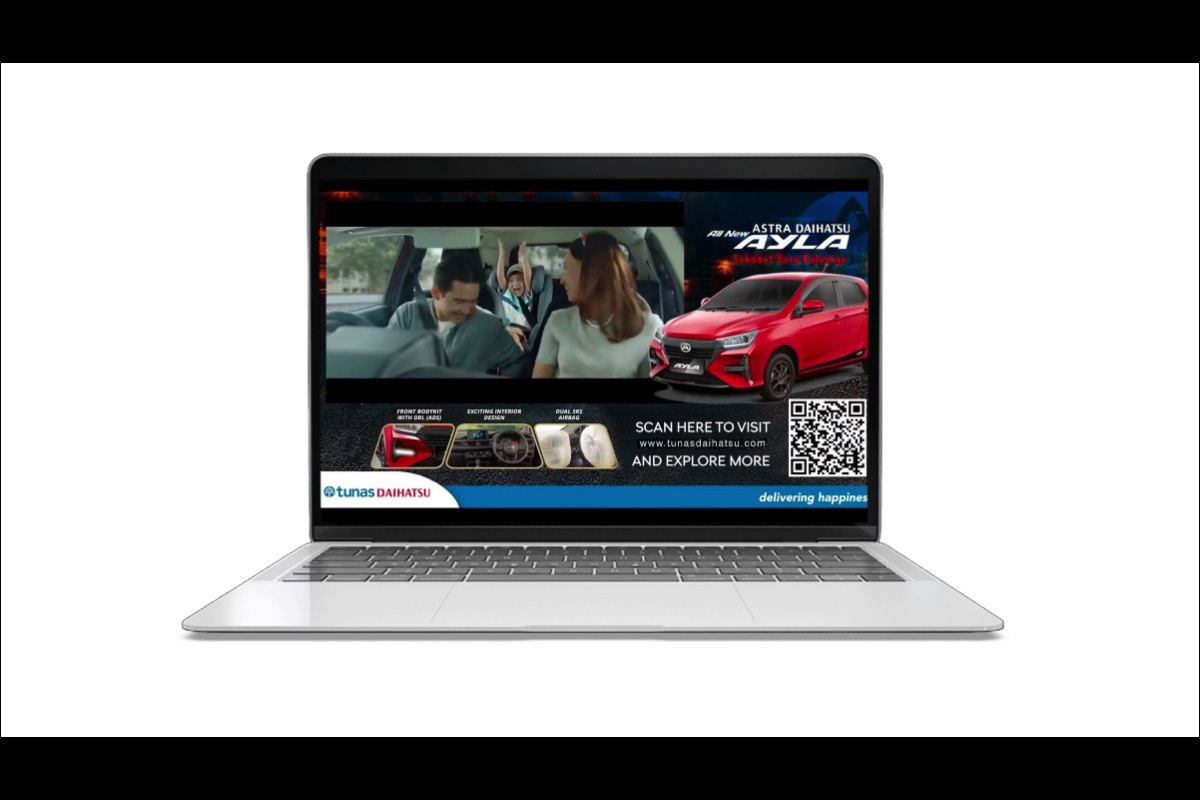 ASTRA DAIHATSU
All New AYLA
Sahabat Baru Keluarga
AYLA
FRONT BODYKIT
WITH DRL (ADS)
EXCITING INTERIOR
DESIGN
DUAL SRS
AIRBAG
SCAN HERE TO VISIT
www.tunasdaihatsu.com
AND EXPLORE MORE
tunas DAIHATSU
delivering happines